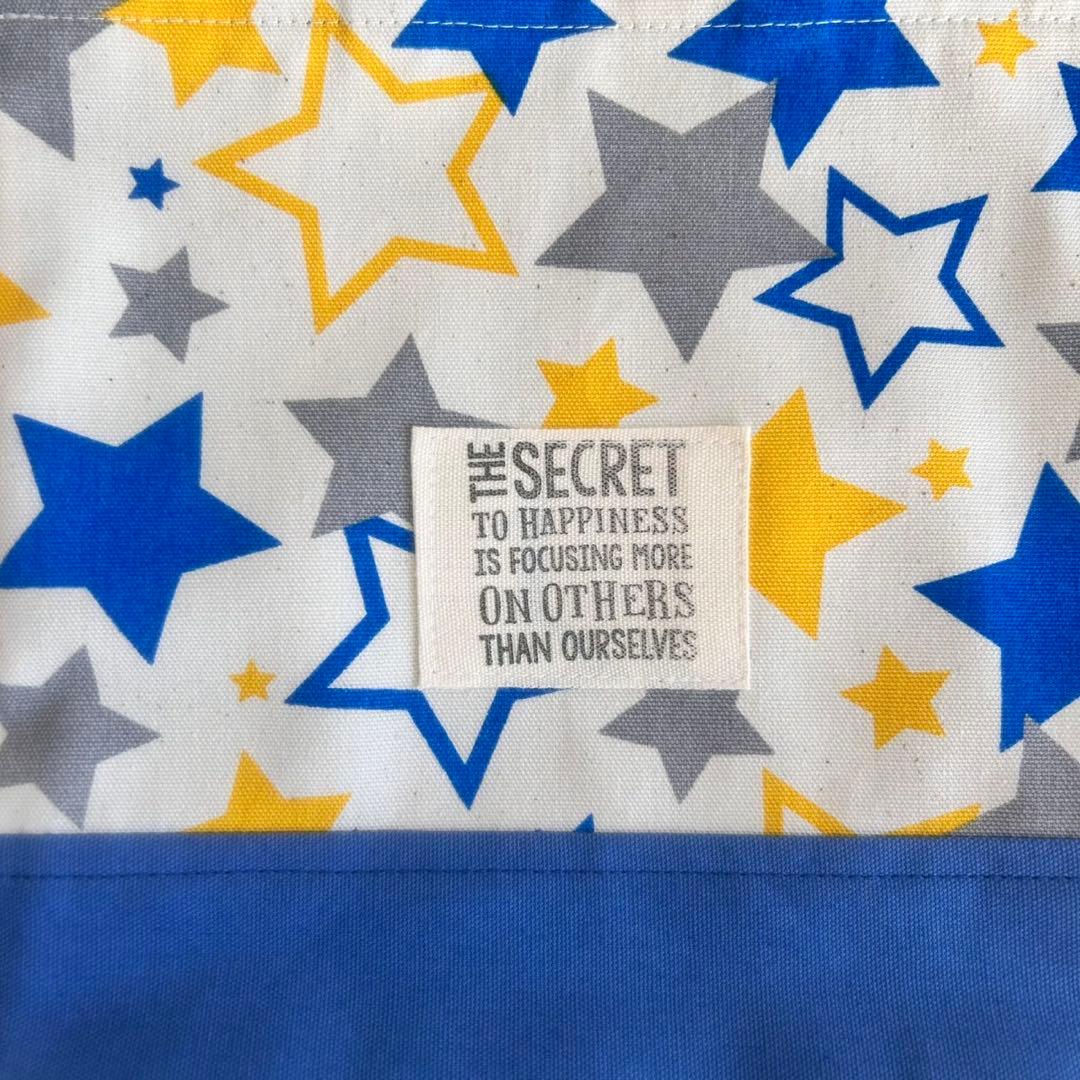 THE SECRET
TO HAPPINESS
IS FOCUSING MORE
ON OTHERS
THAN OURSELVES